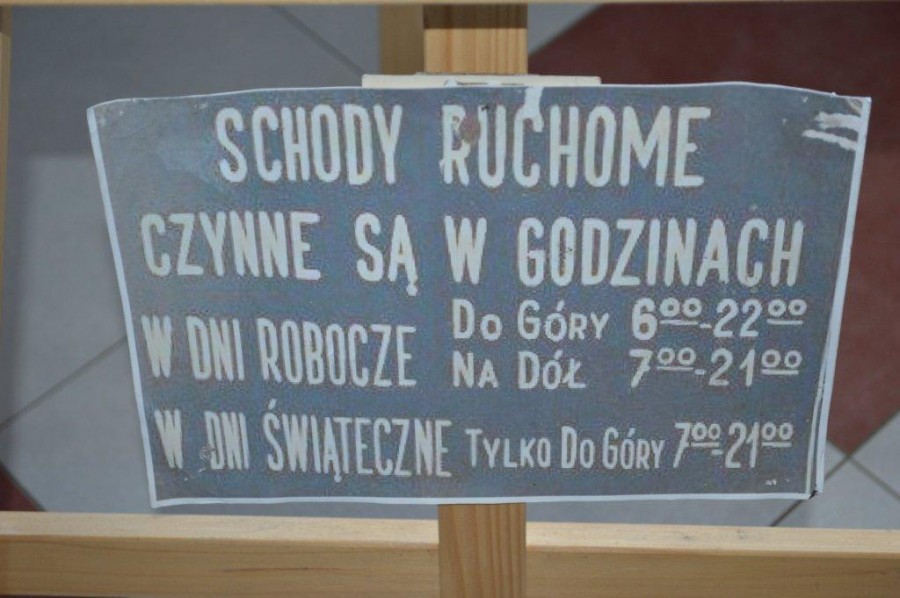 SCHODY RUCHOME
CZYNNE SĄ W GODZINACH
W DNI ROBOCZE DO GÓRY 6⁰⁰-22⁰⁰
NA DÓŁ 7⁰⁰-21⁰⁰
W DNI ŚWIĄTECZNE TYLKO DO GÓRY 7⁰⁰-21⁰⁰